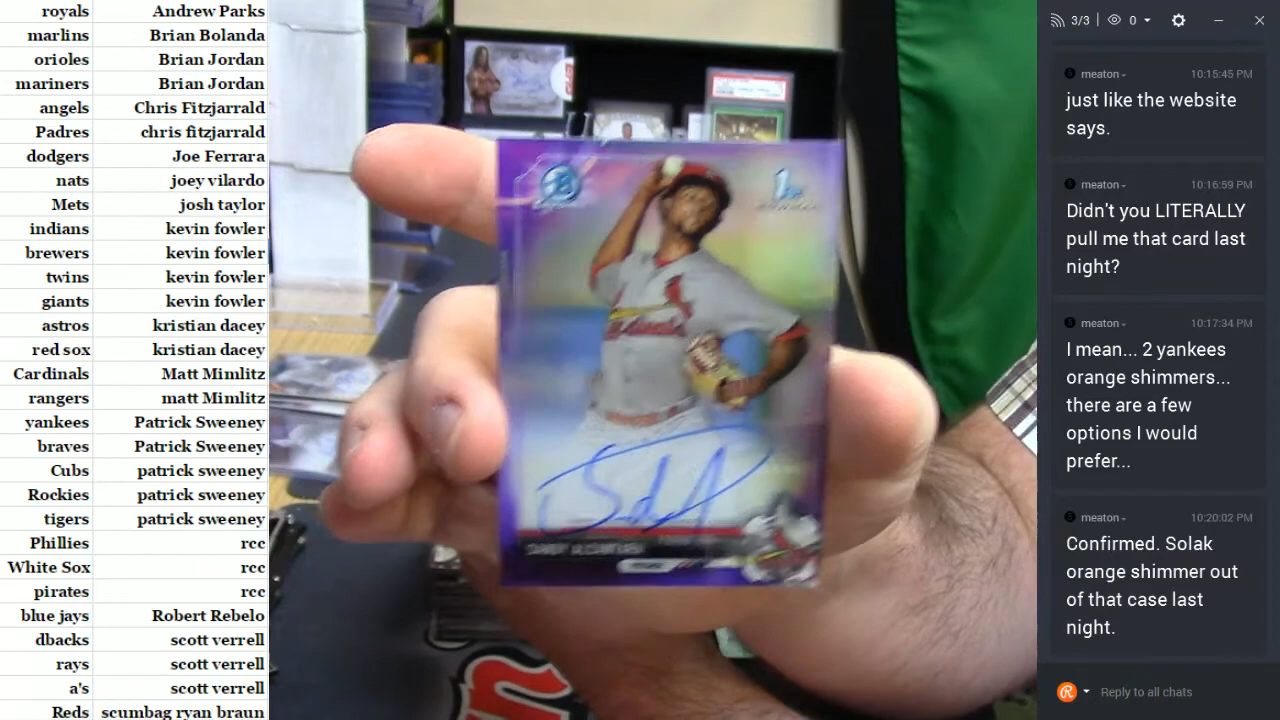 royals Andrew Parks
marlins Brian Bolanda
orioles Brian Jordan
mariners Brian Jordan
angels Chris Fitzjarrald
Padres chris fitzjarrald
dodgers Joe Ferrara
nats joey vilardo
Mets josh taylor
indians kevin fowler
brewers kevin fowler
twins kevin fowler
giants kevin fowler
astros kristian dacey
red sox kristian dacey
Cardinals Matt Mimlitz
rangers matt Mimlitz
yankees Patrick Sweeney
braves Patrick Sweeney
Cubs patrick sweeney
Rockies patrick sweeney
tigers patrick sweeney
Phillies rcc
White Sox rcc
pirates rcc
blue jays Robert Rebelo
dbacks scott verrell
rays scott verrell
a's scott verrell
Reds scumbag ryan braun
B
1st
Cardinals
3/3 0
meaton 10:15:45 PM
just like the website
says.
meaton 10:16:59 PM
Didn't you LITERALLY
pull me that card last
night?
meaton 10:17:34 PM
I mean... 2 yankees
orange shimmers...
there are a few
options I would
prefer...
meaton 10:20:02 PM
Confirmed. Solak
orange shimmer out
of that case last
night.
Reply to all chats